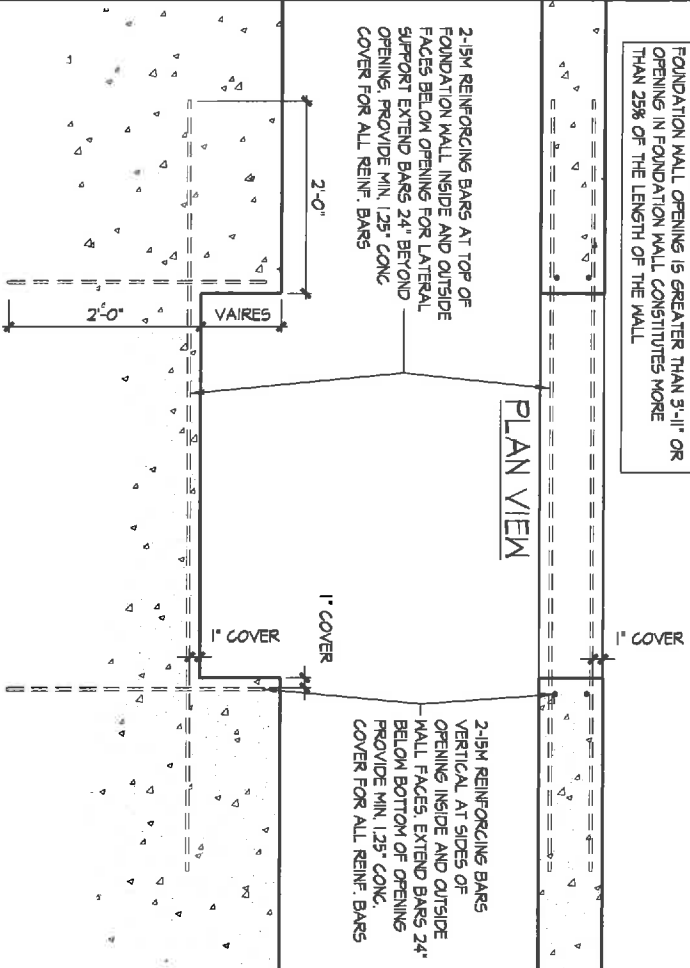 FOUNDATION WALL OPENING IS GREATER THAN 3'-11" OR
OPENING IN FOUNDATION WALL CONSTITUTES MORE
THAN 25% OF THE LENGTH OF THE WALL
1" COVER
PLAN VIEW
2-15M REINFORCING BARS AT TOP OF
FOUNDATION WALL INSIDE AND OUTSIDE
FACES BELOW OPENING FOR LATERAL
SUPPORT EXTEND BARS 24" BEYOND
OPENING. PROVIDE MIN. 1.25" CONC
COVER FOR ALL REINF. BARS
2-15M REINFORCING BARS
VERTICAL AT SIDES OF
OPENING INSIDE AND OUTSIDE
WALL FACES. EXTEND BARS 24"
BELOW BOTTOM OF OPENING
PROVIDE MIN. 1.25" CONC.
COVER FOR ALL REINF. BARS
2'-0"
1" COVER
VAIRES
1" COVER
2'-0"